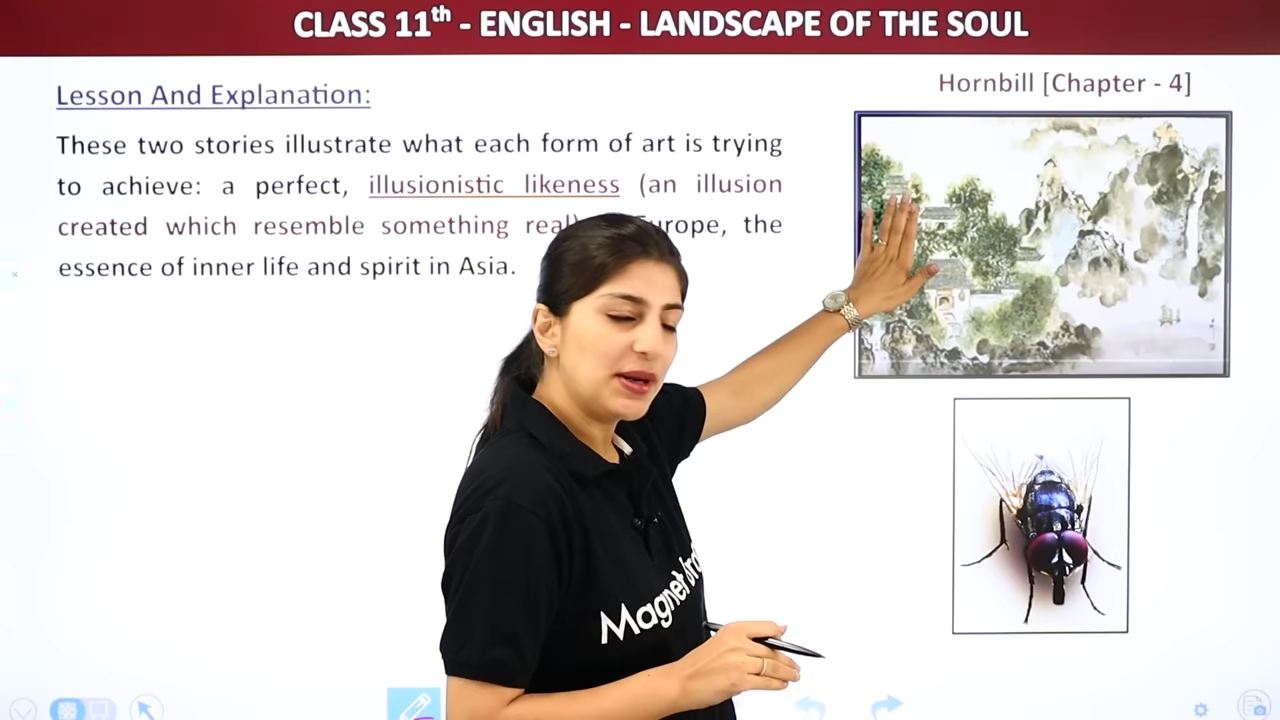 CLASS 11th - ENGLISH - LANDSCAPE OF THE SOUL
Lesson And Explanation:
Hornbill [Chapter - 4]
These two stories illustrate what each form of art is trying
to achieve: a perfect, illusionistic likeness (an illusion
created which resemble something real) the
essence of inner life and spirit in Asia.
Magnet